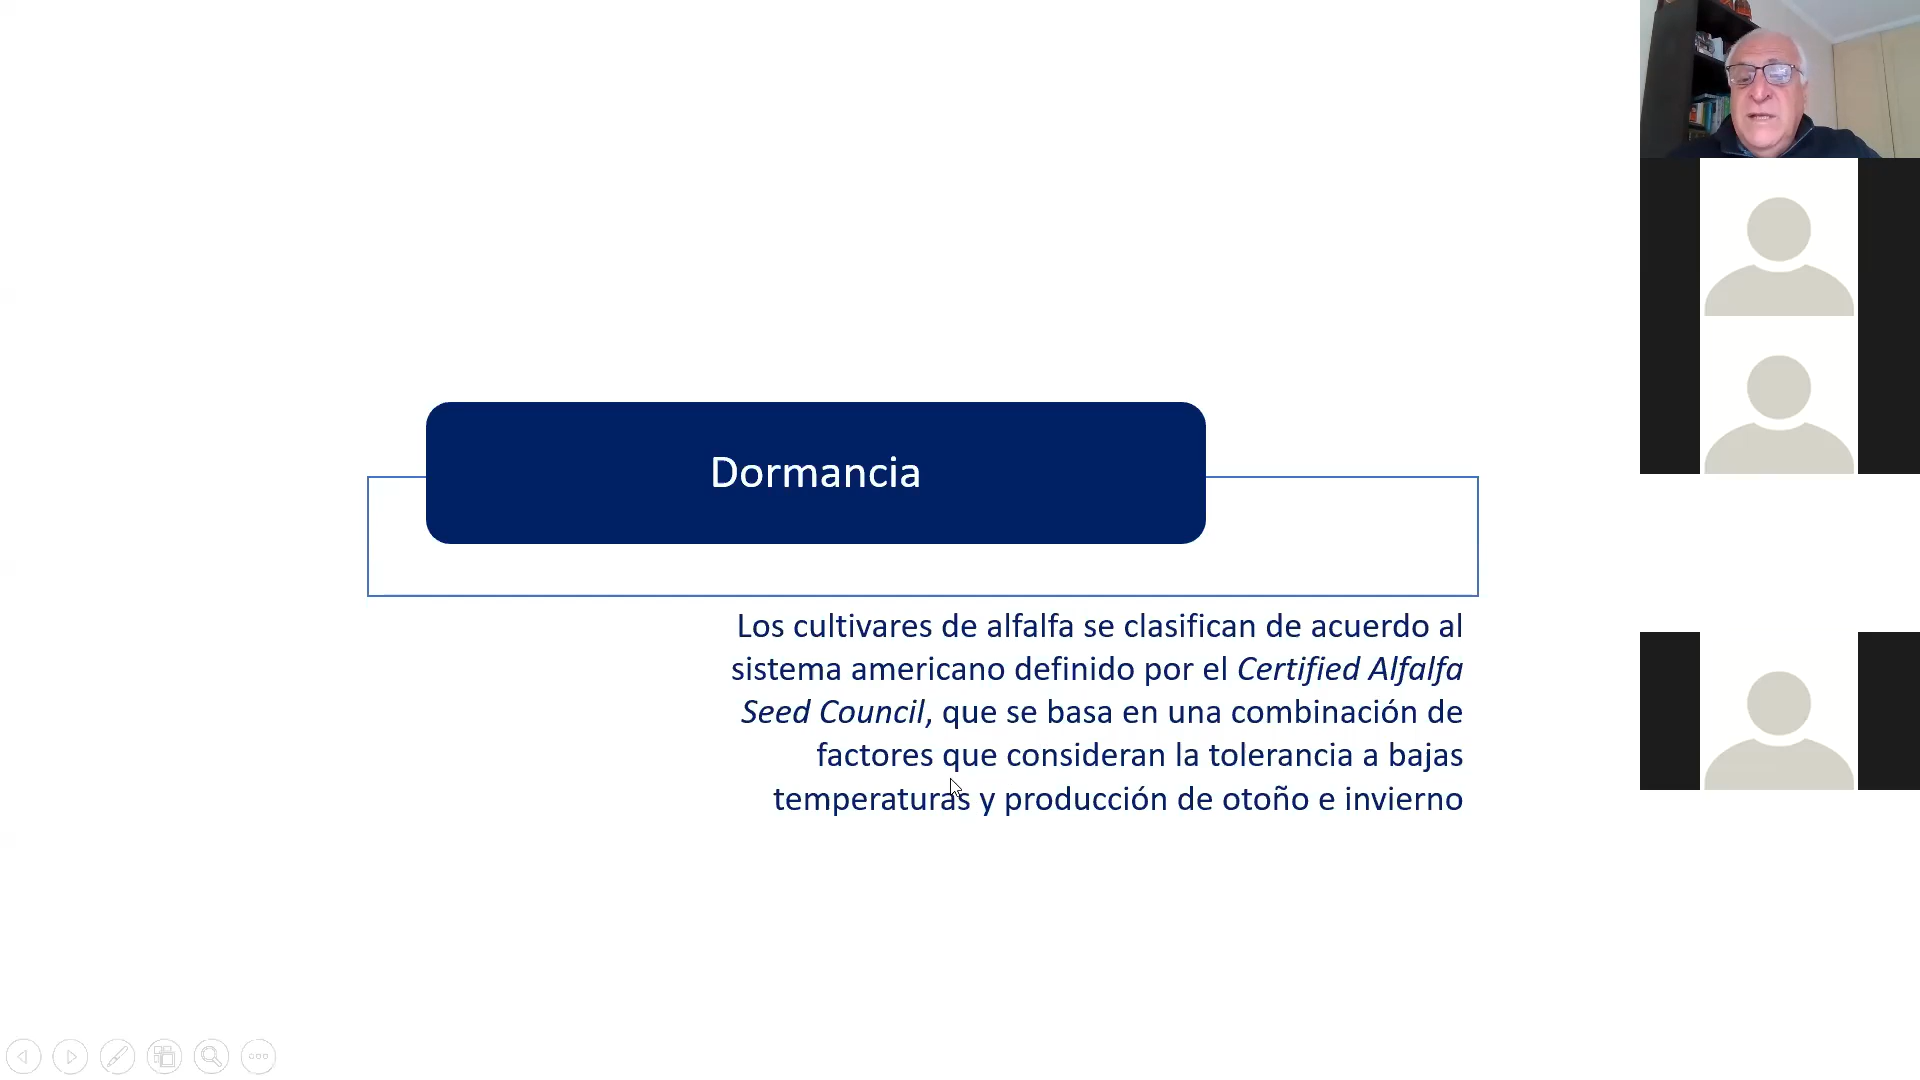 Dormancia
Los cultivares de alfalfa se clasifican de acuerdo al
sistema americano definido por el Certified Alfalfa
Seed Council, que se basa en una combinación de
factores que consideran la tolerancia a bajas
temperaturas y producción de otoño e invierno